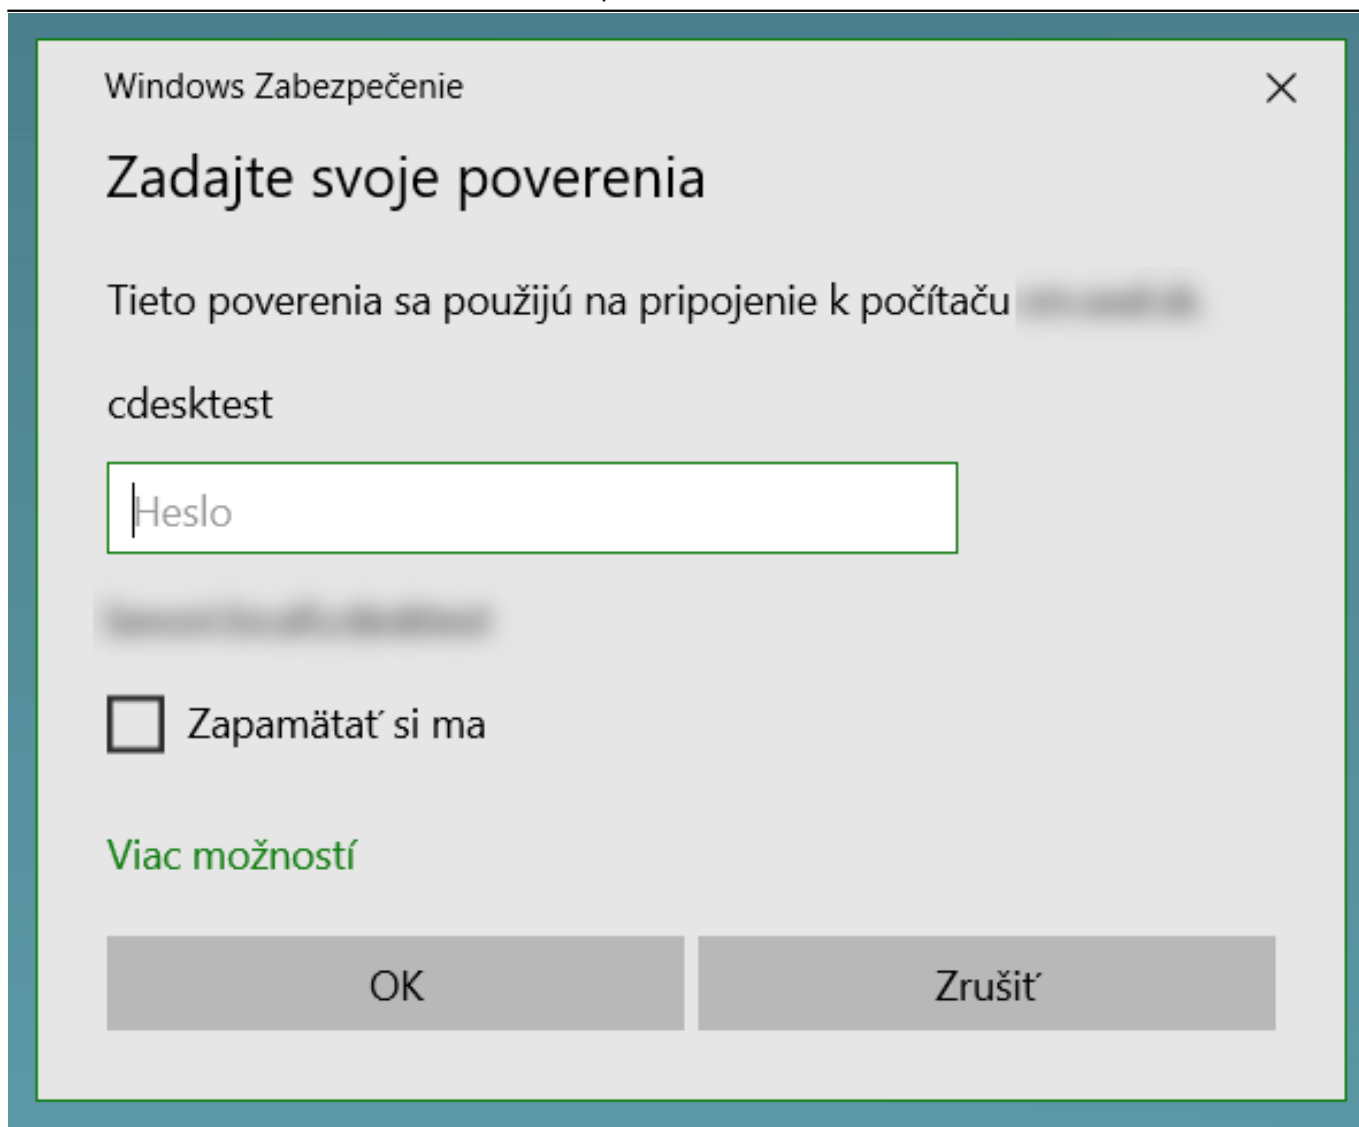 Windows Zabezpečenie
Zadajte svoje poverenia
Tieto poverenia sa použijú na pripojenie k počítaču
cdesktest
Heslo
Zapamätať si ma
Viac možností
OK
Zrušiť